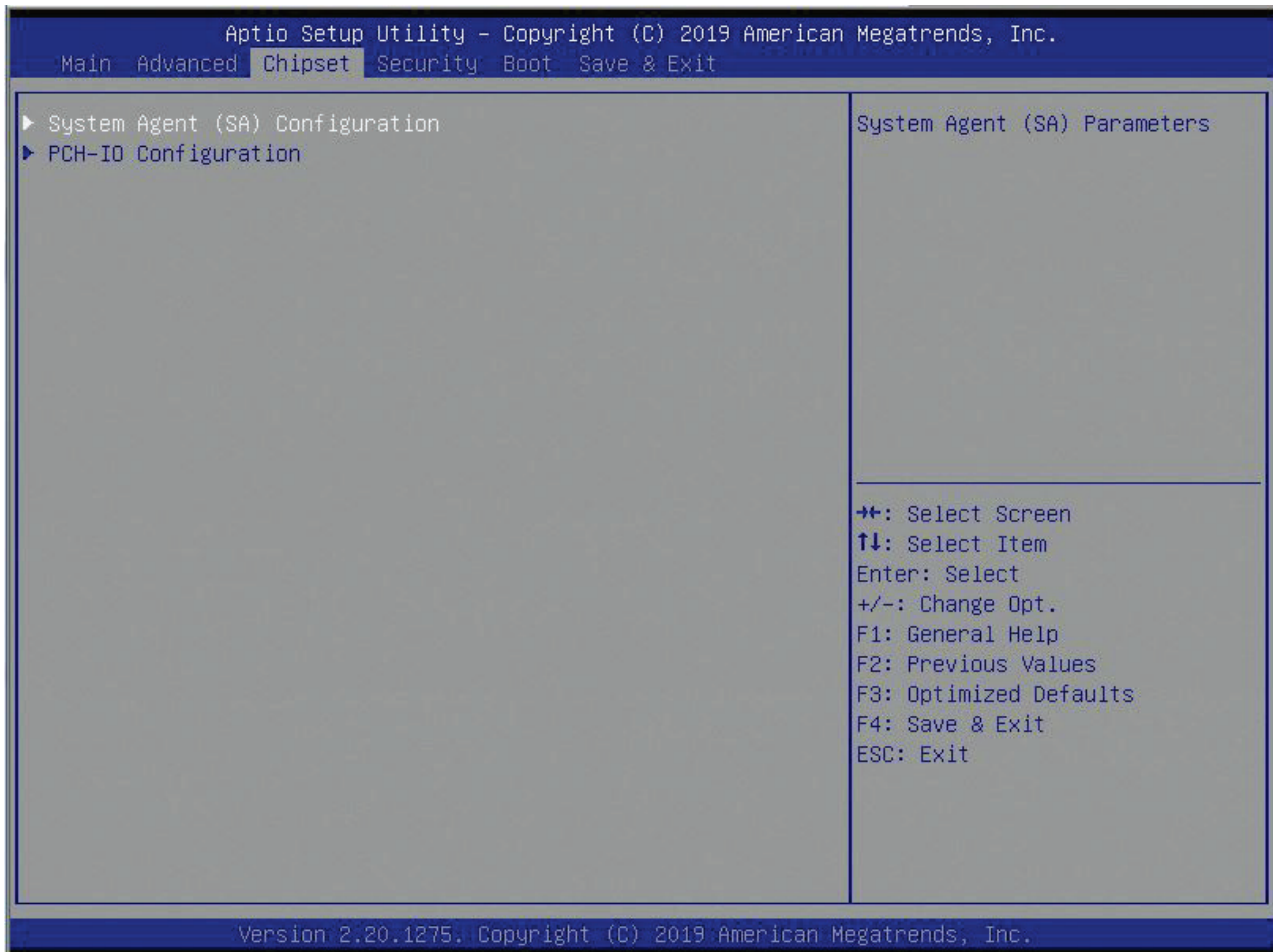 Aptio Setup Utility – Copyright (C) 2019 American Megatrends, Inc.
Main Advanced Chipset Security Boot Save & Exit
▶ System Agent (SA) Configuration
▶ PCH-IO Configuration
System Agent (SA) Parameters
→←: Select Screen
↑↓: Select Item
Enter: Select
+/-: Change Opt.
F1: General Help
F2: Previous Values
F3: Optimized Defaults
F4: Save & Exit
ESC: Exit
Version 2.20.1275. Copyright (C) 2019 American Megatrends, Inc.